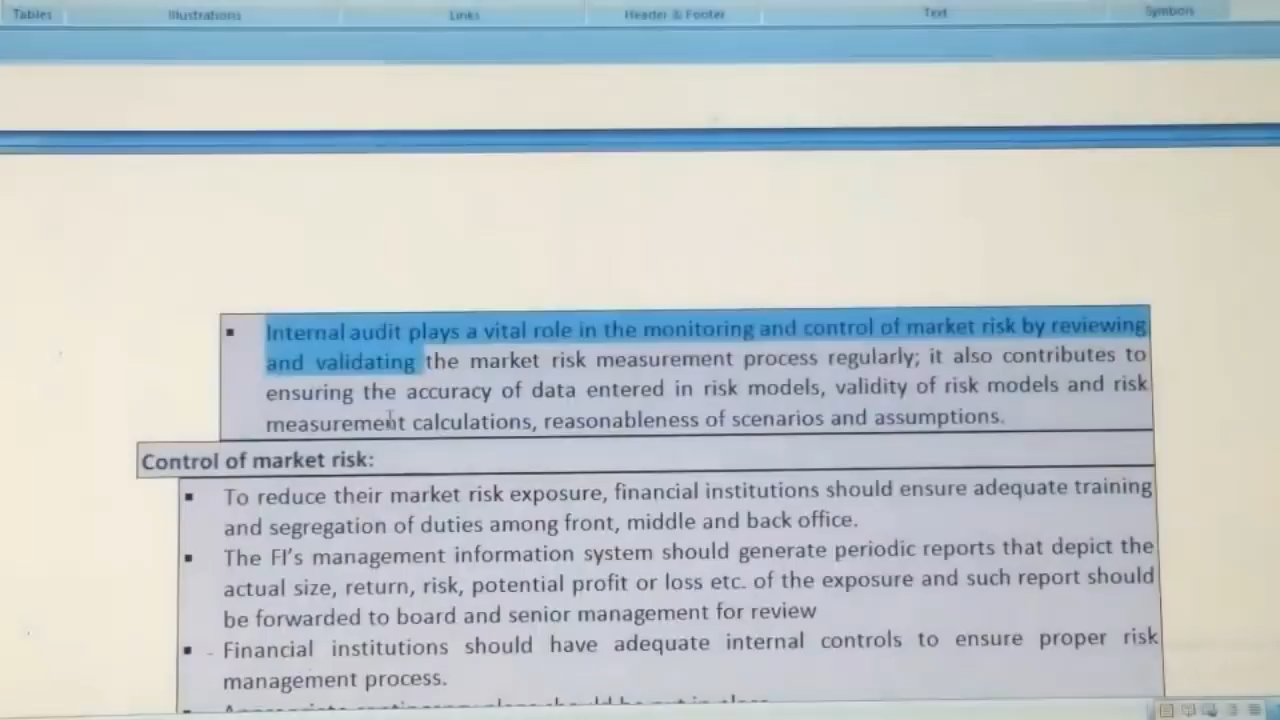 Tables Illustrations Links Header & Footer Text Symbols
▪ Internal audit plays a vital role in the monitoring and control of market risk by reviewing
and validating the market risk measurement process regularly; it also contributes to
ensuring the accuracy of data entered in risk models, validity of risk models and risk
measurement calculations, reasonableness of scenarios and assumptions.
Control of market risk:
▪ To reduce their market risk exposure, financial institutions should ensure adequate training
and segregation of duties among front, middle and back office.
▪ The FI's management information system should generate periodic reports that depict the
actual size, return, risk, potential profit or loss etc. of the exposure and such report should
be forwarded to board and senior management for review
▪ Financial institutions should have adequate internal controls to ensure proper risk
management process.